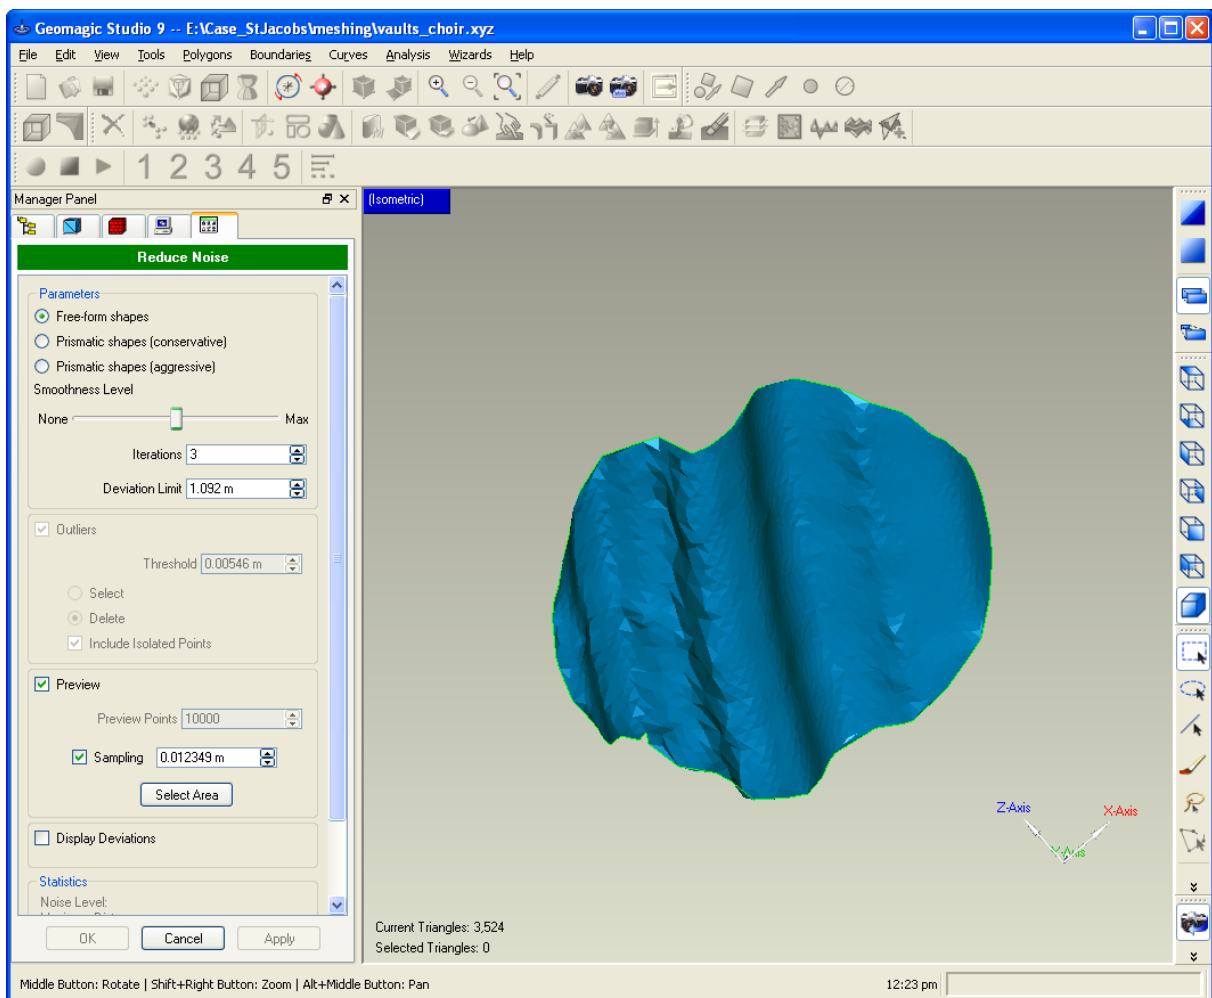 Geomagic Studio 9 -- E:\Case_StJacobs\meshing\vaults_choir.xyz
File Edit View Tools Polygons Boundaries Curves Analysis Wizards Help
1 2 3 4 5
Manager Panel
(Isometric)
Reduce Noise
Parameters
Free-form shapes
Prismatic shapes (conservative)
Prismatic shapes (aggressive)
Smoothness Level
None Max
Iterations 3
Deviation Limit 1.092 m
Outliers
Threshold 0.00546 m
Select
Delete
Include Isolated Points
Preview
Preview Points 10000
Sampling 0.012349 m
Select Area
Display Deviations
Statistics
Noise Level:
OK Cancel Apply
Z-Axis X-Axis
Y-Axis
Current Triangles: 3,524
Selected Triangles: 0
Middle Button: Rotate | Shift+Right Button: Zoom | Alt+Middle Button: Pan 12:23 pm